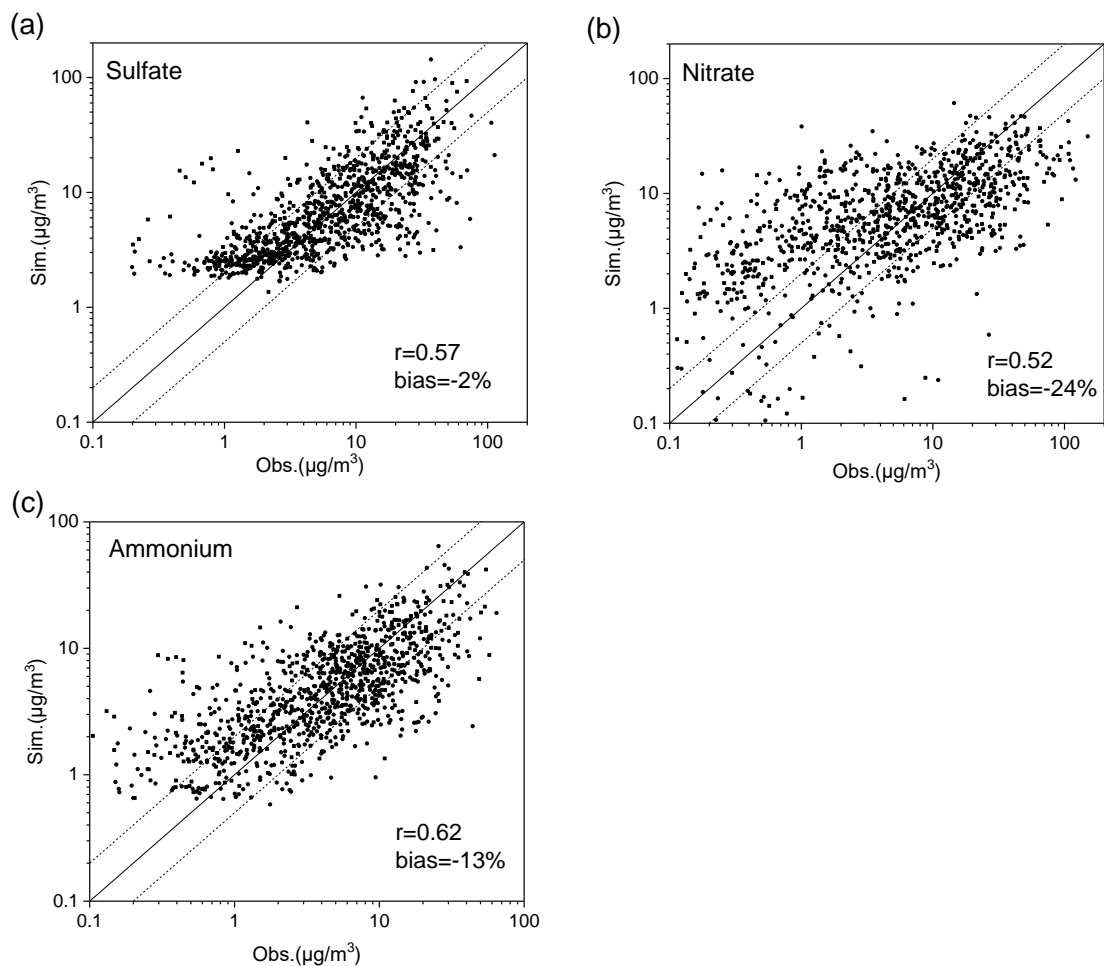 (a)
Sulfate
100
10
1
0.1
0.1 1 10 100
Sim.(μg/m³)
Obs.(μg/m³)
r=0.57
bias=-2%
(b)
Nitrate
100
10
1
0.1
0.1 1 10 100
Sim.(μg/m³)
Obs.(μg/m³)
r=0.52
bias=-24%
(c)
Ammonium
100
10
1
0.1
0.1 1 10 100
Sim.(μg/m³)
Obs.(μg/m³)
r=0.62
bias=-13%